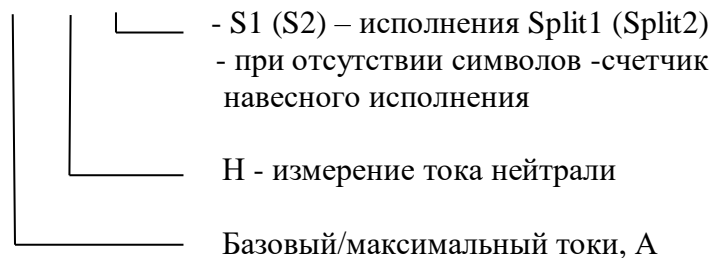 - S1 (S2) – исполнения Split1 (Split2)
- при отсутствии символов -счетчик
навесного исполнения
Н - измерение тока нейтрали
Базовый/максимальный токи, А